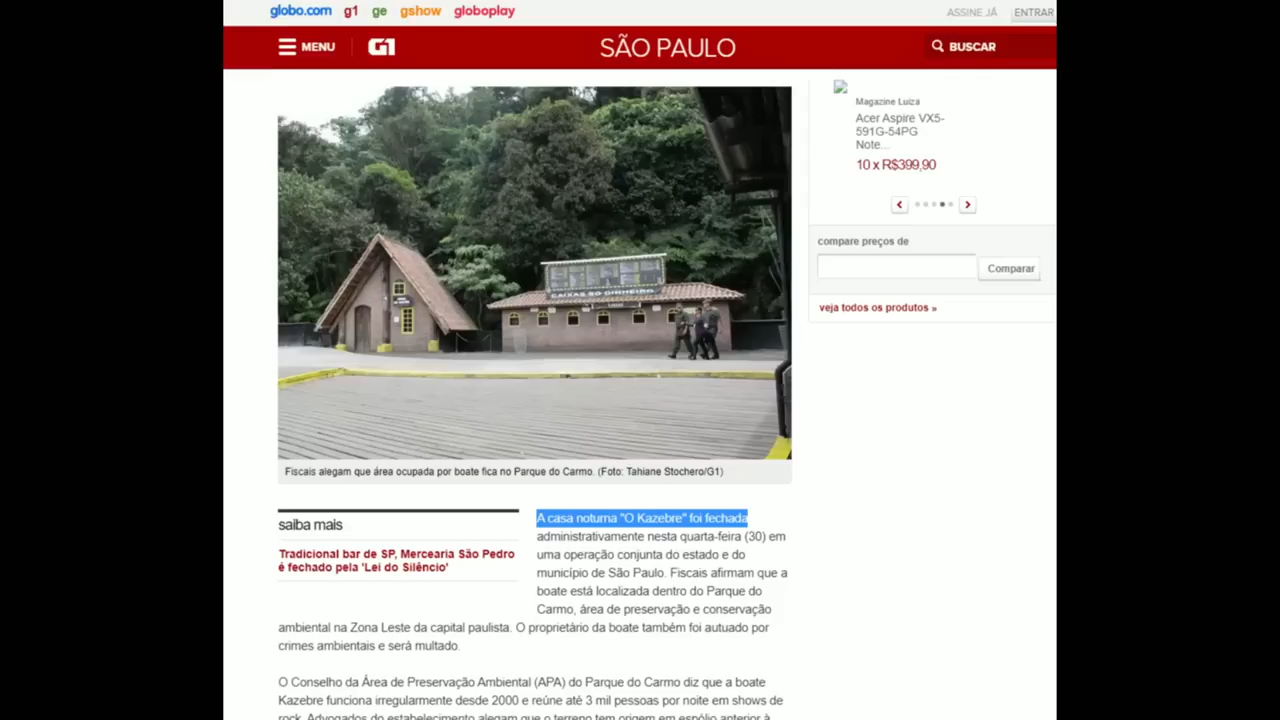 globo.com g1 ge gshow globoplay ASSINE JÁ ENTRAR
MENU G1 SÃO PAULO BUSCAR
Magazine Luiza
Acer Aspire VX5-
591G-54PG
Note...
10 x R$399,90
compare preços de
Comparar
veja todos os produtos »
CAIXAS SÓ DINHEIRO
Fiscais alegam que área ocupada por boate fica no Parque do Carmo. (Foto: Tahiane Stochero/G1)
saiba mais
Tradicional bar de SP, Mercearia São Pedro
é fechado pela 'Lei do Silêncio'
A casa noturna "O Kazebre" foi fechada
administrativamente nesta quarta-feira (30) em
uma operação conjunta do estado e do
município de São Paulo. Fiscais afirmam que a
boate está localizada dentro do Parque do
Carmo, área de preservação e conservação
ambiental na Zona Leste da capital paulista. O proprietário da boate também foi autuado por
crimes ambientais e será multado.
O Conselho da Área de Preservação Ambiental (APA) do Parque do Carmo diz que a boate
Kazebre funciona irregularmente desde 2000 e reúne até 3 mil pessoas por noite em shows de
rock. Advogados do estabelecimento alegam que o terreno tem origem em espólio anterior à